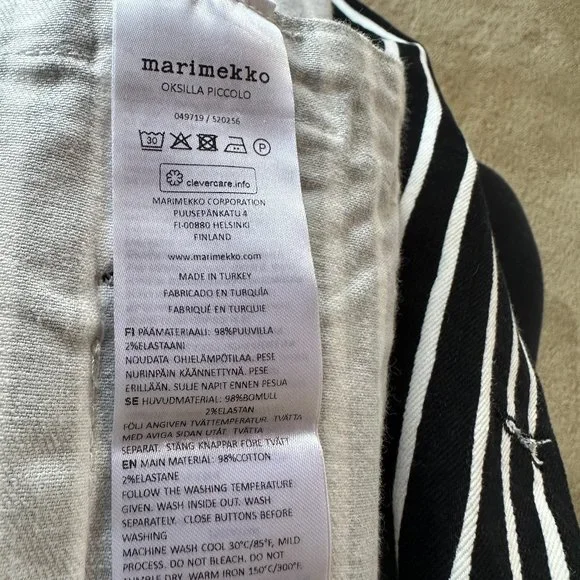 marimekko
OKSILLA PICCOLO
049719 / 520256
30 P
clevercare.info
MARIMEKKO CORPORATION
PUUSEPÄNKATU 4
FI-00880 HELSINKI
FINLAND
www.marimekko.com
MADE IN TURKEY
FABRICADO EN TURQUÍA
FABRIQUÉ EN TURQUIE
FI PÄÄMATERIAALI: 98%PUUVILLA
2%ELASTAANI
NOUDATA OHJELÄMPÖTILAA. PESE
NURINPÄIN KÄÄNNETTYNÄ. PESE
ERILLÄÄN. SULJE NAPIT ENNEN PESUA
SE HUVUDMATERIAL: 98%BOMULL
2%ELASTAN
FÖLJ ANGIVEN TVÄTTEMPERATUR. TVÄTTA
MED AVIGA SIDAN UTÅT. TVÄTTA
SEPARAT. STÄNG KNAPPAR FÖRE TVÄTT
EN MAIN MATERIAL: 98%COTTON
2%ELASTANE
FOLLOW THE WASHING TEMPERATURE
GIVEN. WASH INSIDE OUT. WASH
SEPARATELY. CLOSE BUTTONS BEFORE
WASHING
MACHINE WASH COOL 30°C/85°F, MILD
PROCESS. DO NOT BLEACH. DO NOT
TUMBLE DRY. WARM IRON 150°C/300°F.